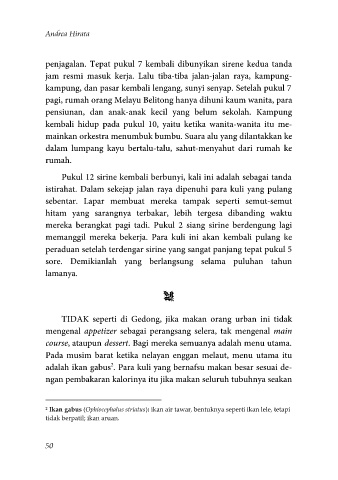 Andrea Hirata
penjagalan. Tepat pukul 7 kembali dibunyikan sirene kedua tanda
jam resmi masuk kerja. Lalu tiba-tiba jalan-jalan raya, kampung-
kampung, dan pasar kembali lengang, sunyi senyap. Setelah pukul 7
pagi, rumah orang Melayu Belitong hanya dihuni kaum wanita, para
pensiunan, dan anak-anak kecil yang belum sekolah. Kampung
kembali hidup pada pukul 10, yaitu ketika wanita-wanita itu me-
mainkan orkestra menumbuk bumbu. Suara alu yang dilantakkan ke
dalam lumpang kayu bertalu-talu, sahut-menyahut dari rumah ke
rumah.
Pukul 12 sirine kembali berbunyi, kali ini adalah sebagai tanda
istirahat. Dalam sekejap jalan raya dipenuhi para kuli yang pulang
sebentar. Lapar membuat mereka tampak seperti semut-semut
hitam yang sarangnya terbakar, lebih tergesa dibanding waktu
mereka berangkat pagi tadi. Pukul 2 siang sirine berdengung lagi
memanggil mereka bekerja. Para kuli ini akan kembali pulang ke
peraduan setelah terdengar sirine yang sangat panjang tepat pukul 5
sore. Demikianlah yang berlangsung selama puluhan tahun
lamanya.
TIDAK seperti di Gedong, jika makan orang urban ini tidak
mengenal appetizer sebagai perangsang selera, tak mengenal main
course, ataupun dessert. Bagi mereka semuanya adalah menu utama.
Pada musim barat ketika nelayan enggan melaut, menu utama itu
adalah ikan gabus². Para kuli yang bernafsu makan besar sesuai de-
ngan pembakaran kalorinya itu jika makan seluruh tubuhnya seakan
² Ikan gabus (Ophiocephalus striatus): ikan air tawar, bentuknya seperti ikan lele, tetapi
tidak berpatil; ikan aruan.
50